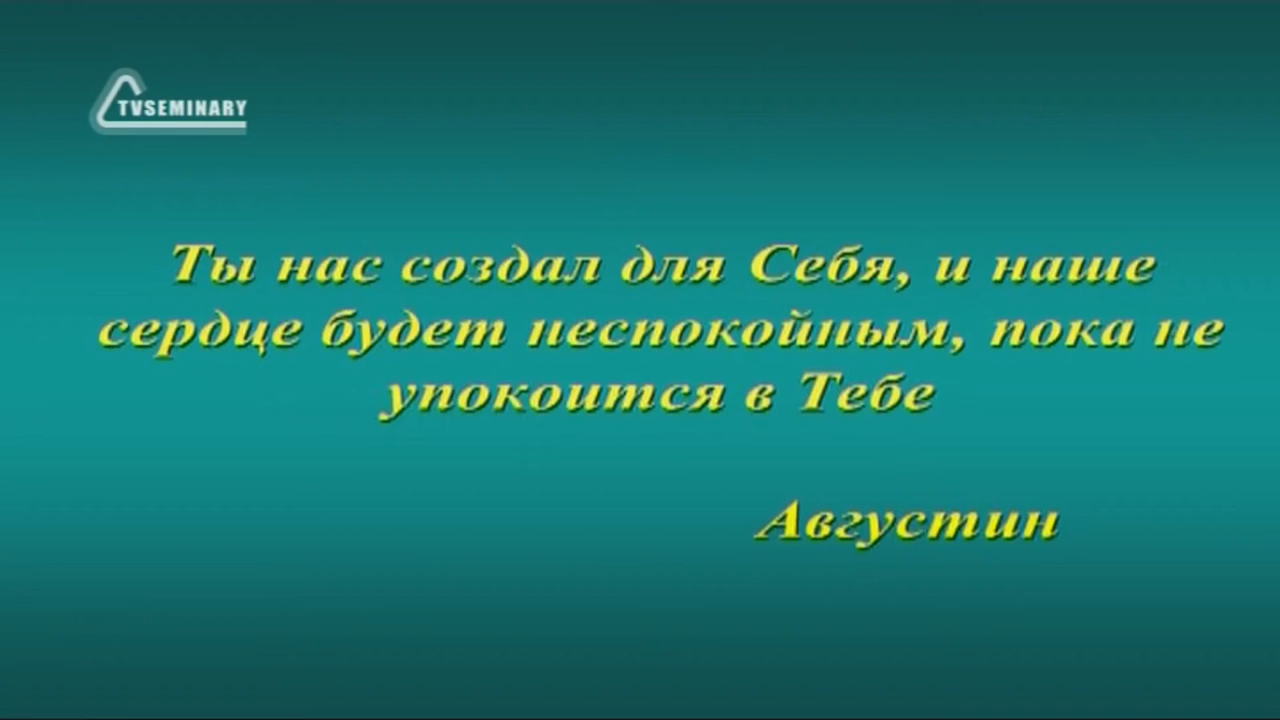 TVSEMINARY
Ты нас создал для Себя, и наше
сердце будет неспокойным, пока не
упокоится в Тебе
Августин